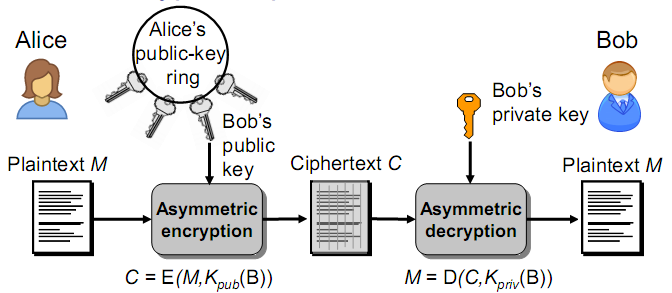 Alice
Alice's
public-key
ring
Bob's
public
key
Bob's
private key
Bob
Plaintext M
Asymmetric
encryption
Ciphertext C
Asymmetric
decryption
Plaintext M
C = E(M,Kpub(B))
M = D(C,Kpriv(B))